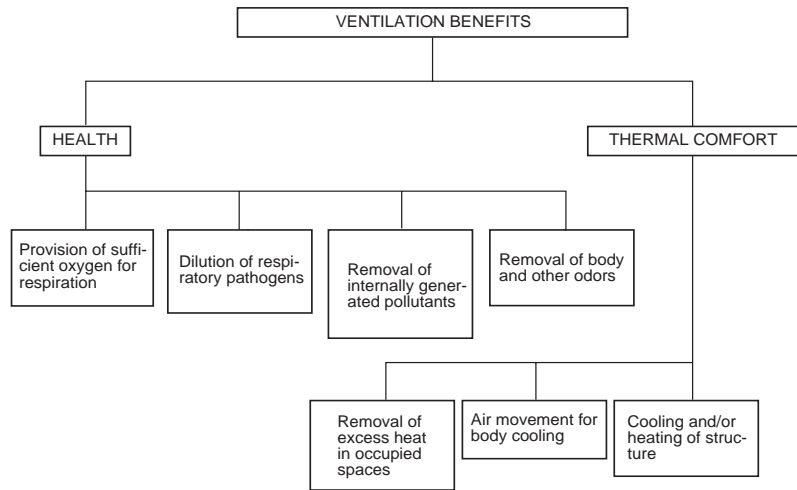 VENTILATION BENEFITS
HEALTH
THERMAL COMFORT
Provision of suffi-
cient oxygen for
respiration
Dilution of respi-
ratory pathogens
Removal of
internally gener-
ated pollutants
Removal of body
and other odors
Removal of
excess heat
in occupied
spaces
Air movement for
body cooling
Cooling and/or
heating of struc-
ture